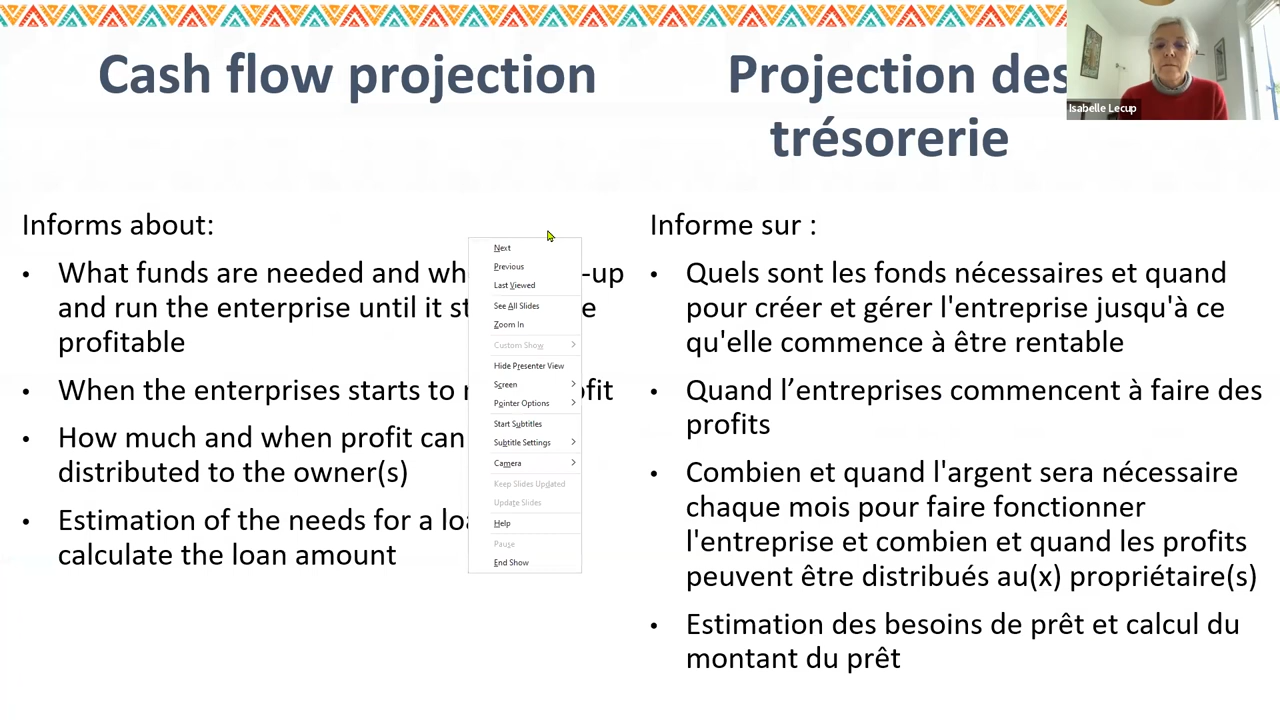 Cash flow projection
Informs about:
• What funds are needed and -up
and run the enterprise until it
profitable
• When the enterprises starts to
• How much and when profit can
distributed to the owner(s)
• Estimation of the needs for a
calculate the loan amount
Next
Previous
Last Viewed
See All Slides
Zoom In
Custom Show
Hide Presenter View
Screen
Pointer Options
Start Subtitles
Subtitle Settings
Camera
Keep Slides Updated
Update Slides
Help
Pause
End Show
Projection des
trésorerie
Informe sur :
• Quels sont les fonds nécessaires et quand
pour créer et gérer l'entreprise jusqu'à ce
qu'elle commence à être rentable
• Quand l’entreprises commencent à faire des
profits
• Combien et quand l'argent sera nécessaire
chaque mois pour faire fonctionner
l'entreprise et combien et quand les profits
peuvent être distribués au(x) propriétaire(s)
• Estimation des besoins de prêt et calcul du
montant du prêt
Isabelle Lecup